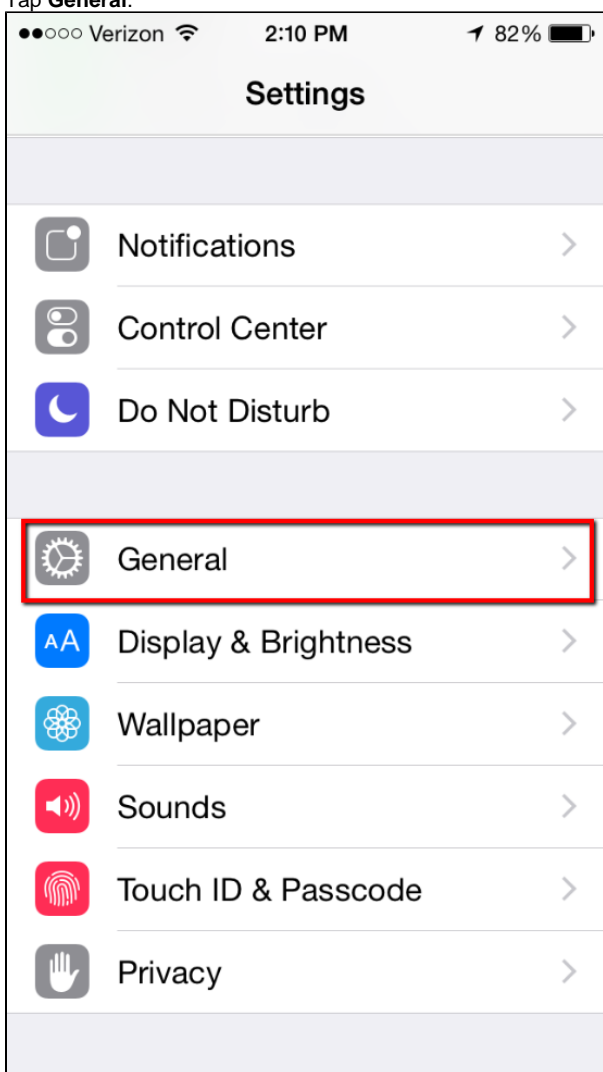 Tap General.
Verizon 2:10 PM 82%
Settings
Notifications
Control Center
Do Not Disturb
General
AA Display & Brightness
Wallpaper
Sounds
Touch ID & Passcode
Privacy